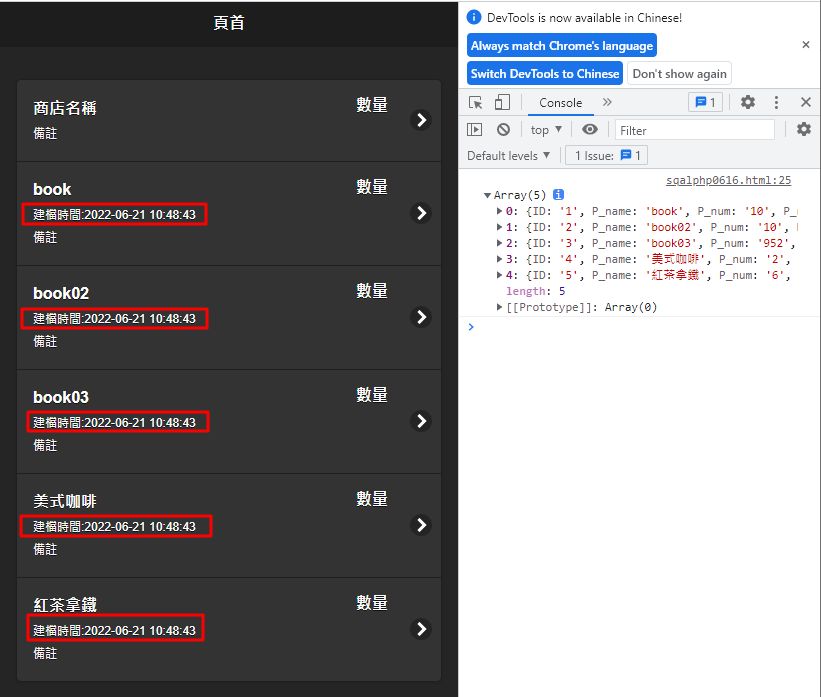 頁首
商店名稱
數量
備註
book
數量
建檔時間:2022-06-21 10:48:43
備註
book02
數量
建檔時間:2022-06-21 10:48:43
備註
book03
數量
建檔時間:2022-06-21 10:48:43
備註
美式咖啡
數量
建檔時間:2022-06-21 10:48:43
備註
紅茶拿鐵
數量
建檔時間:2022-06-21 10:48:43
備註
DevTools is now available in Chinese!
Always match Chrome's language
Switch DevTools to Chinese Don't show again
Console 1
top Filter
Default levels 1 Issue: 1
sqalphp0616.html:25
Array(5)
0: {ID: '1', P_name: 'book', P_num: '10', P_
1: {ID: '2', P_name: 'book02', P_num: '10',
2: {ID: '3', P_name: 'book03', P_num: '952',
3: {ID: '4', P_name: '美式咖啡', P_num: '2',
4: {ID: '5', P_name: '紅茶拿鐵', P_num: '6',
length: 5
[[Prototype]]: Array(0)